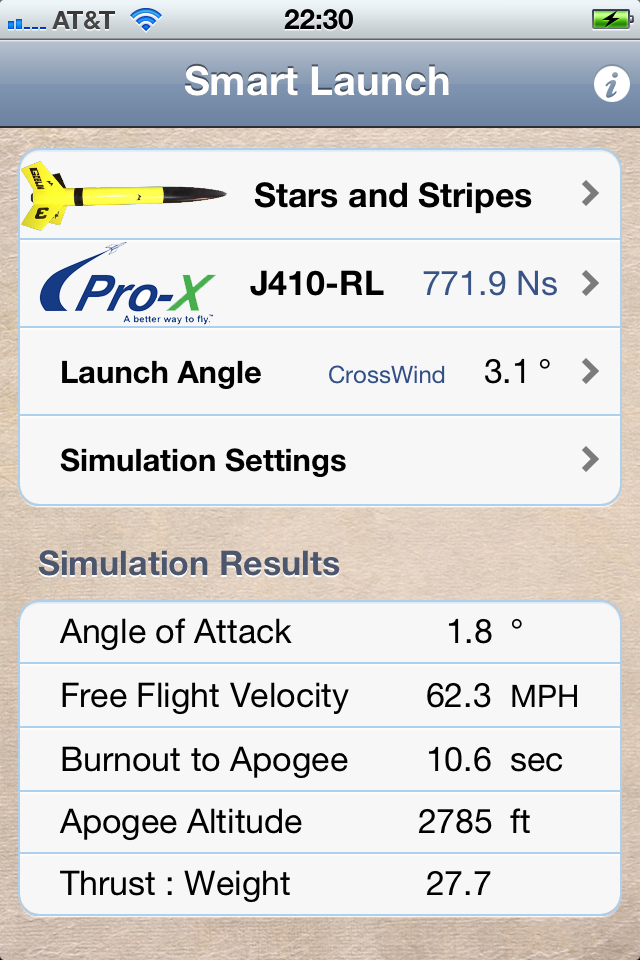 AT&T 22:30
Smart Launch
Stars and Stripes
Pro-X J410-RL 771.9 Ns
A better way to fly.™
Launch Angle CrossWind 3.1 °
Simulation Settings
Simulation Results
Angle of Attack 1.8 °
Free Flight Velocity 62.3 MPH
Burnout to Apogee 10.6 sec
Apogee Altitude 2785 ft
Thrust : Weight 27.7